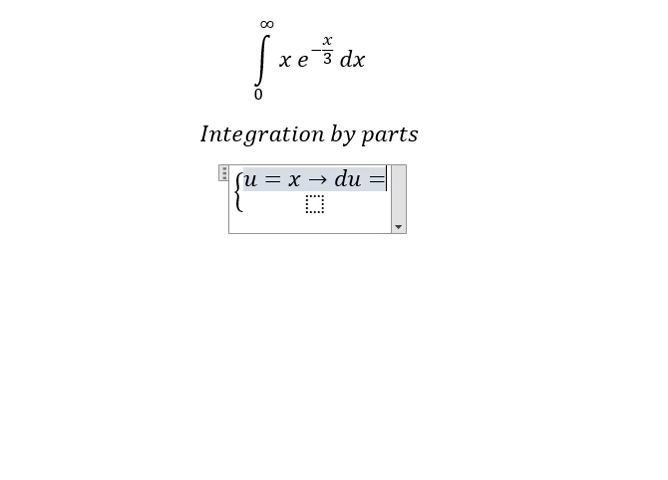 ∫₀^∞ x e^(-x/3) dx
Integration by parts
{u = x → du =